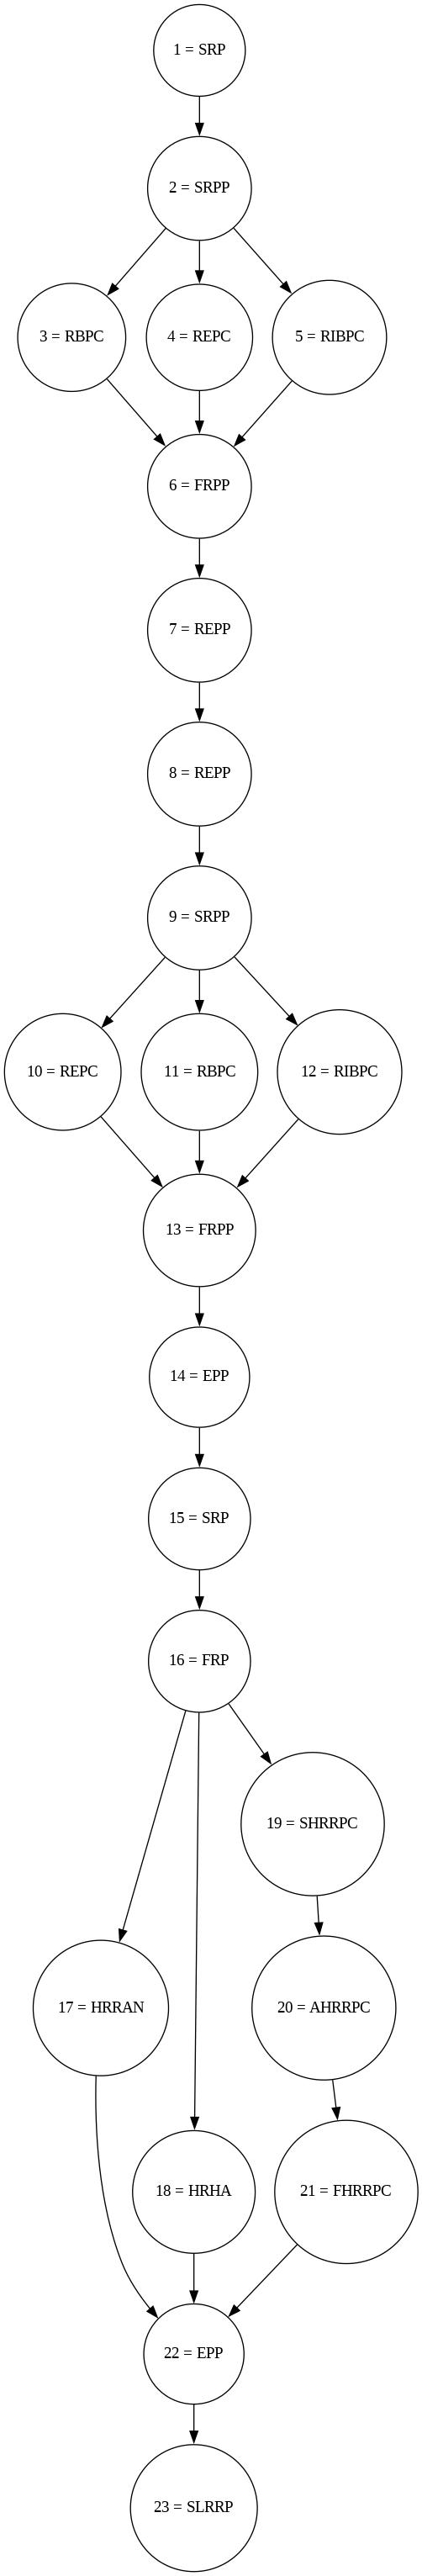 1 = SRP
2 = SRPP
3 = RBPC
4 = REPC
5 = RIBPC
6 = FRPP
7 = REPP
8 = REPP
9 = SRPP
10 = REPC
11 = RBPC
12 = RIBPC
13 = FRPP
14 = EPP
15 = SRP
16 = FRP
19 = SHRRPC
17 = HRRAN
20 = AHRRPC
18 = HRHA
21 = FHRRPC
22 = EPP
23 = SLRRP